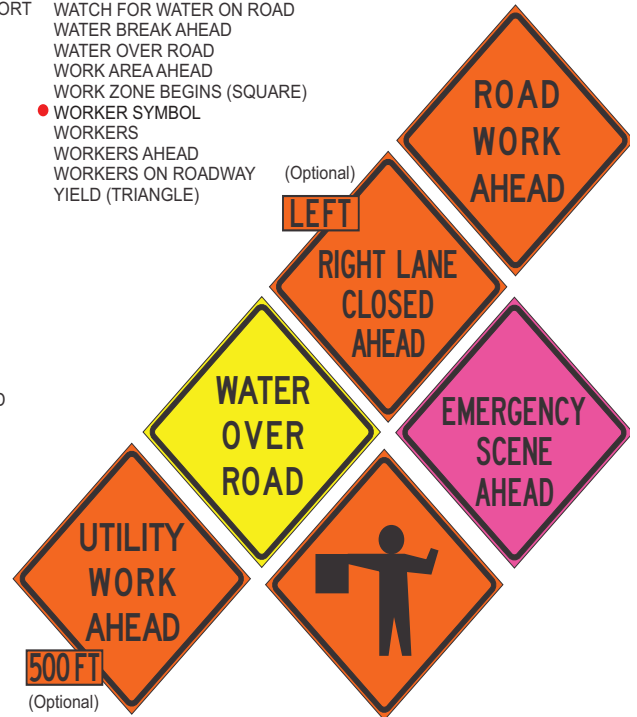 ORT
WATCH FOR WATER ON ROAD
WATER BREAK AHEAD
WATER OVER ROAD
WORK AREA AHEAD
WORK ZONE BEGINS (SQUARE)
WORKER SYMBOL
WORKERS
WORKERS AHEAD
WORKERS ON ROADWAY
YIELD (TRIANGLE)
ROAD
WORK
AHEAD
(Optional)
LEFT
RIGHT LANE
CLOSED
AHEAD
WATER
OVER
ROAD
EMERGENCY
SCENE
AHEAD
UTILITY
WORK
AHEAD
500 FT
(Optional)